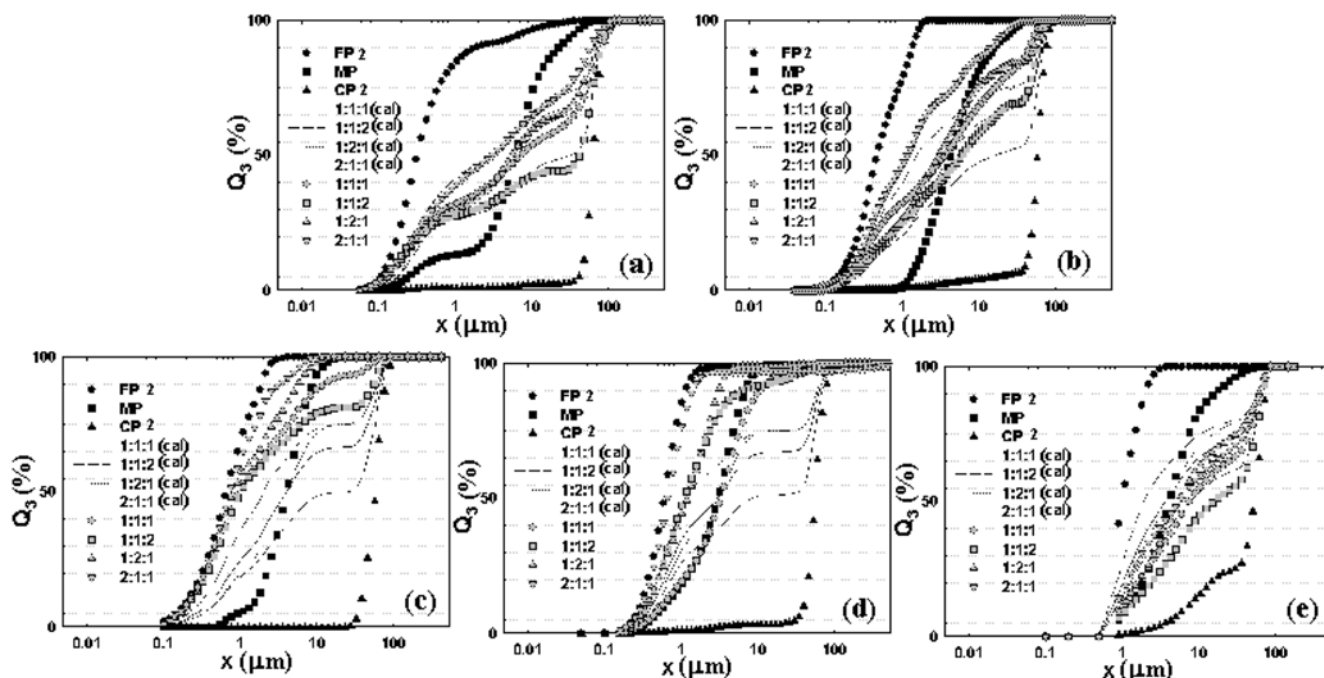 100
50
0
Q3 (%)
FP 2
MP
CP 2
1:1:1 (cal)
1:1:2 (cal)
1:2:1 (cal)
2:1:1 (cal)
1:1:1
1:1:2
1:2:1
2:1:1
(a)
0.01 0.1 1 10 100
x (μm)
100
50
0
Q3 (%)
FP 2
MP
CP 2
1:1:1 (cal)
1:1:2 (cal)
1:2:1 (cal)
2:1:1 (cal)
1:1:1
1:1:2
1:2:1
2:1:1
(b)
0.01 0.1 1 10 100
x (μm)
100
50
0
Q3 (%)
FP 2
MP
CP 2
1:1:1 (cal)
1:1:2 (cal)
1:2:1 (cal)
2:1:1 (cal)
1:1:1
1:1:2
1:2:1
2:1:1
(c)
0.01 0.1 1 10 100
x (μm)
100
50
0
Q3 (%)
FP 2
MP
CP 2
1:1:1 (cal)
1:1:2 (cal)
1:2:1 (cal)
2:1:1 (cal)
1:1:1
1:1:2
1:2:1
2:1:1
(d)
0.01 0.1 1 10 100
x (μm)
100
50
0
Q3 (%)
FP 2
MP
CP 2
1:1:1 (cal)
1:1:2 (cal)
1:2:1 (cal)
2:1:1 (cal)
1:1:1
1:1:2
1:2:1
2:1:1
(e)
0.01 0.1 1 10 100
x (μm)